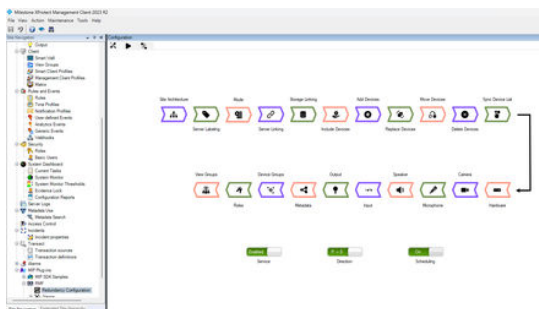 Milestone XProtect Management Client 2023 R2
File View Action Maintenance Tools Help
Site Navigation
Configuration
Output
Client
Smart Wall
View Groups
Smart Client Profiles
Management Client Profiles
Matrix
Rules and Events
Rules
Time Profiles
Notification Profiles
User-defined Events
Analytics Events
Generic Events
Webhooks
Security
Roles
Basic Users
System Dashboard
Current Tasks
System Monitor
System Monitor Thresholds
Evidence Lock
Configuration Reports
Server Logs
Metadata Use
Metadata Search
Access Control
Incidents
Incident properties
Transact
Transaction sources
Transaction definitions
Alarms
MIP Plug-ins
MIP SDK Samples
Redundancy Configuration
Site Architecture
Mode
Storage Linking
Add Devices
Move Devices
Sync Device List
Server Labeling
Server Linking
Include Devices
Replace Devices
Delete Devices
View Groups
Device Groups
Output
Speaker
Camera
Roles
Metadata
Input
Microphone
Hardware
Enabled
On
Service
Direction
Scheduling